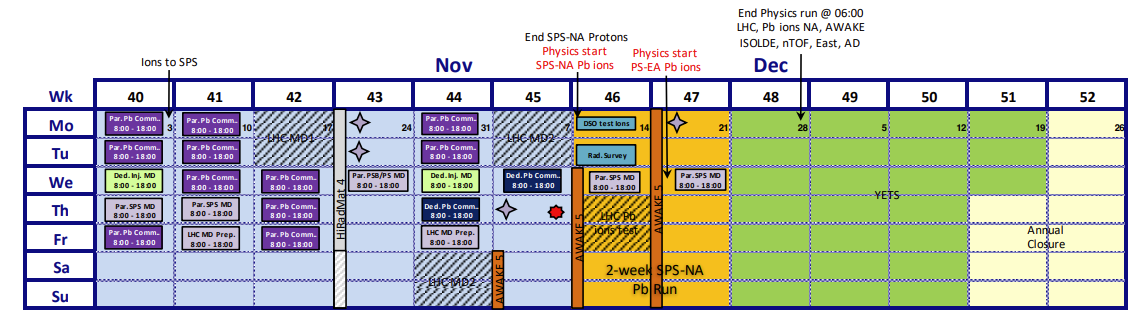 End Physics run @ 06:00
LHC, Pb ions NA, AWAKE
ISOLDE, nTOF, East, AD
End SPS-NA Protons
Physics start
SPS-NA Pb ions
Physics start
PS-EA Pb ions
Ions to SPS
Nov
Dec
Wk 40 41 42 43 44 45 46 47 48 49 50 51 52
Mo
Par. Pb Comm.. 8:00 - 18:00
3
Par. Pb Comm.. 8:00 - 18:00
10
LHC MD1
17
24
Par. Pb Comm.. 8:00 - 18:00
31
LHC MD2
7
DSO test Ions
14
21
28
5
12
19
26
Tu
Par. Pb Comm.. 8:00 - 18:00
Par. Pb Comm.. 8:00 - 18:00
Par. Pb Comm.. 8:00 - 18:00
Rad. Survey
We
Ded. Inj. MD 8:00 - 18:00
Par. Pb Comm.. 8:00 - 18:00
Par. Pb Comm.. 8:00 - 18:00
Par. PSB/PS MD 8:00 - 18:00
Ded. Inj. MD 8:00 - 18:00
Ded. Pb Comm.. 8:00 - 18:00
Par. SPS MD 8:00 - 18:00
Par. SPS MD 8:00 - 18:00
YETS
Th
Par. SPS MD 8:00 - 18:00
Par. SPS MD 8:00 - 18:00
Par. Pb Comm.. 8:00 - 18:00
HiRadMat 4
Ded. Pb Comm.. 8:00 - 18:00
AWAKE 5
LHC Pb
ions test
AWAKE 5
Fr
Par. Pb Comm.. 8:00 - 18:00
LHC MD Prep. 8:00 - 18:00
Par. Pb Comm.. 8:00 - 18:00
LHC MD Prep. 8:00 - 18:00
Annual
Closure
Sa
LHC MD2
AWAKE 5
2-week SPS-NA
Pb Run
Su